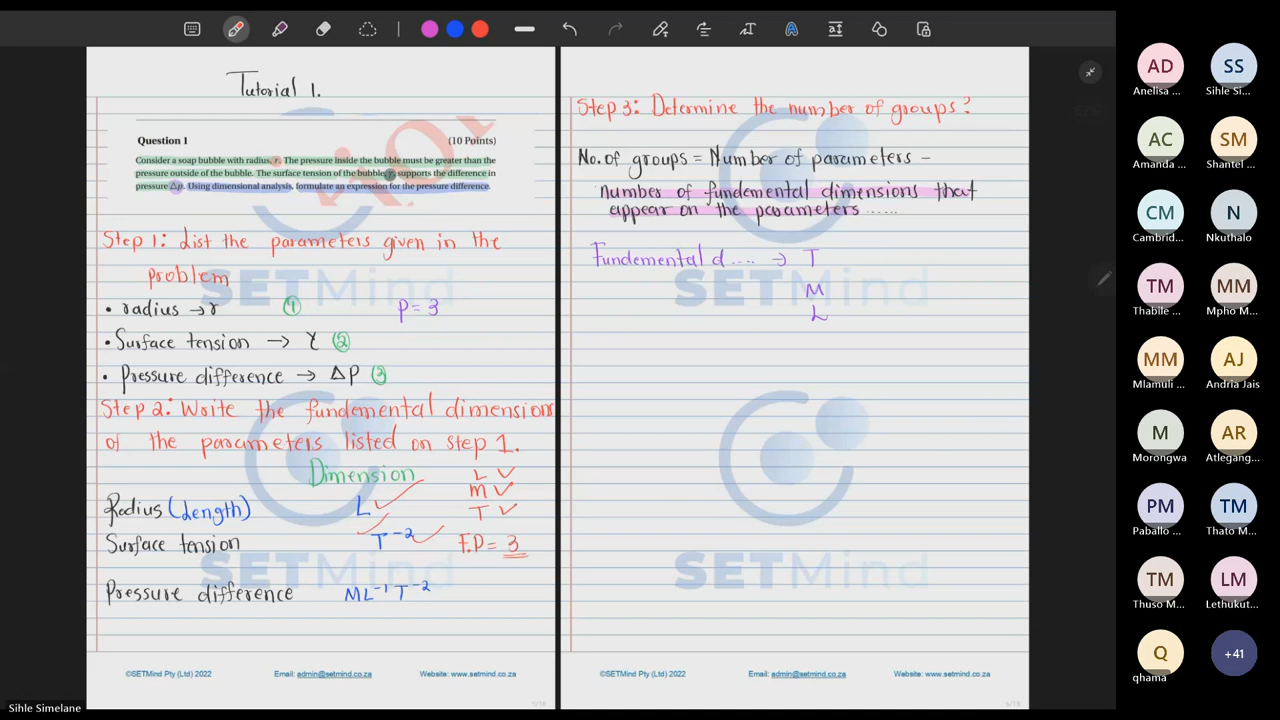 Tutorial 1.
Question 1 (10 Points)
Consider a soap bubble with radius, r. The pressure inside the bubble must be greater than the
pressure outside of the bubble. The surface tension of the bubble, supports the difference in
pressure Δp. Using dimensional analysis, formulate an expression for the pressure difference.
Step 1: List the parameters given in the
problem
• radius → r ① P = 3
• Surface tension → γ ②
• Pressure difference → ΔP ③
Step 2: Write the fundamental dimension
of the parameters listed on step 1.
Dimension L ✓
M ✓
Radius (Length) L ✓ T ✓
Surface tension T⁻² ✓ F.D = 3
Pressure difference ML⁻¹T⁻²
SETMind
SETMind
©SETMind Pty (Ltd) 2022 Email: admin@setmind.co.za Website: www.setmind.co.za
Step 3: Determine the number of groups?
No. of groups = Number of parameters –
number of fundamental dimensions that
appear on the parameters ......
Fundemental d .... → T
M
L
SETMind
SETMind
©SETMind Pty (Ltd) 2022 Email: admin@setmind.co.za Website: www.setmind.co.za
AD SS
Anelisa ... Sihle Si...
AC SM
Amanda ... Shantel ...
CM N
Cambrid... Nkuthalo
TM MM
Thabile ... Mpho M...
MM AJ
Mlamuli ... Andria Jais
M AR
Morongwa Atlegang...
PM TM
Paballo ... Thato M...
TM LM
Thuso M... Lethukut...
Q +41
qhama
Sihle Simelane